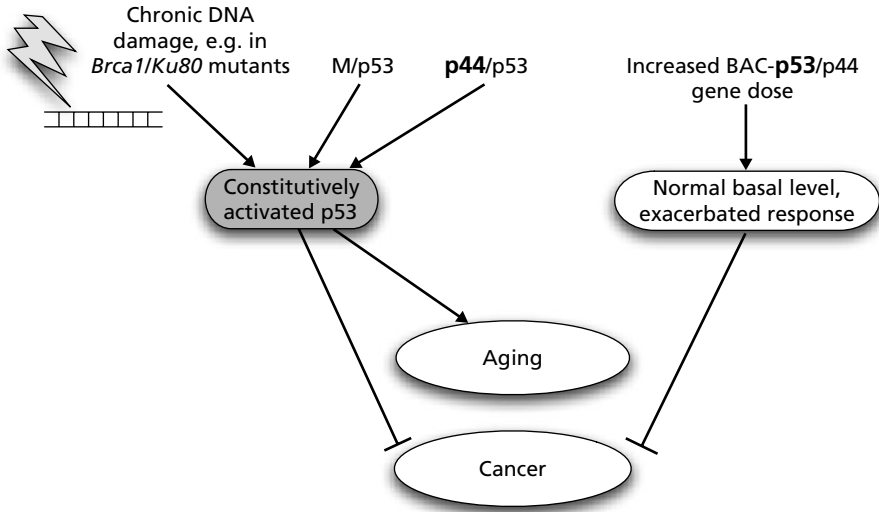 Chronic DNA
damage, e.g. in
Brca1/Ku80 mutants
M/p53
p44/p53
Increased BAC-p53/p44
gene dose
Constitutively
activated p53
Normal basal level,
exacerbated response
Aging
Cancer